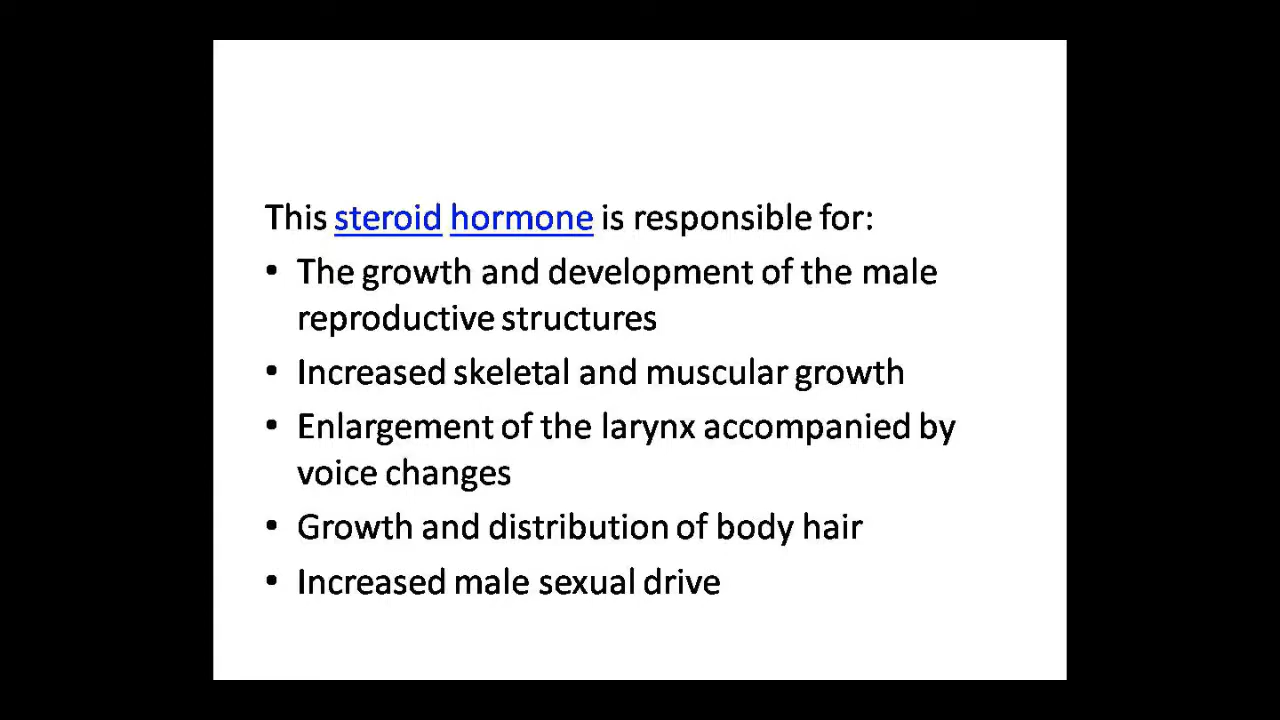 This steroid hormone is responsible for:
• The growth and development of the male
reproductive structures
• Increased skeletal and muscular growth
• Enlargement of the larynx accompanied by
voice changes
• Growth and distribution of body hair
• Increased male sexual drive